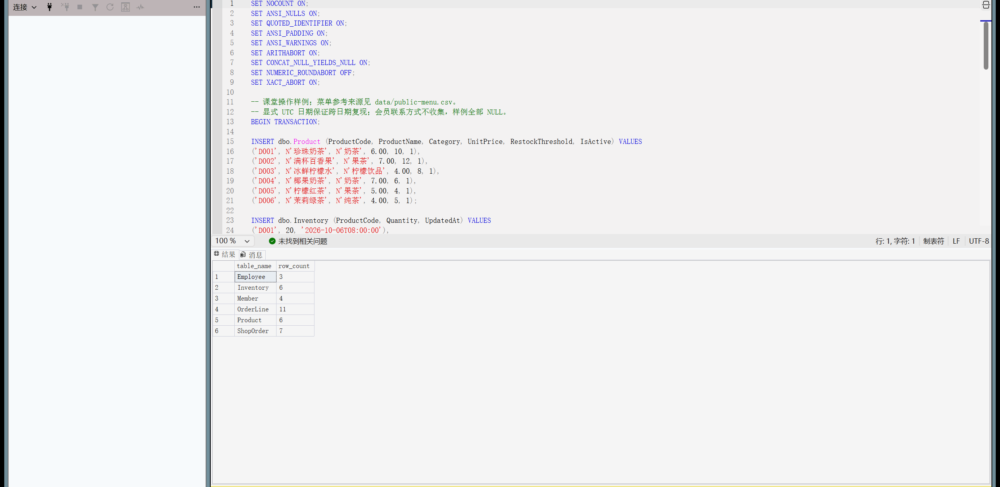 连接
1 SET NOCOUNT ON;
2 SET ANSI_NULLS ON;
3 SET QUOTED_IDENTIFIER ON;
4 SET ANSI_PADDING ON;
5 SET ANSI_WARNINGS ON;
6 SET ARITHABORT ON;
7 SET CONCAT_NULL_YIELDS_NULL ON;
8 SET NUMERIC_ROUNDABORT OFF;
9 SET XACT_ABORT ON;
10
11 -- 课堂操作样例；菜单参考来源见 data/public-menu.csv。
12 -- 显式 UTC 日期保证跨日期复现；会员联系方式不收集，样例全部 NULL。
13 BEGIN TRANSACTION;
14
15 INSERT dbo.Product (ProductCode, ProductName, Category, UnitPrice, RestockThreshold, IsActive) VALUES
16 ('D001', N'珍珠奶茶', N'奶茶', 6.00, 10, 1),
17 ('D002', N'满杯百香果', N'果茶', 7.00, 12, 1),
18 ('D003', N'冰鲜柠檬水', N'柠檬饮品', 4.00, 8, 1),
19 ('D004', N'椰果奶茶', N'奶茶', 7.00, 6, 1),
20 ('D005', N'柠檬红茶', N'果茶', 5.00, 4, 1),
21 ('D006', N'茉莉绿茶', N'纯茶', 4.00, 5, 1);
22
23 INSERT dbo.Inventory (ProductCode, Quantity, UpdatedAt) VALUES
24 ('D001', 20, '2026-10-06T08:00:00'),
100 % 未找到相关问题 行: 1, 字符: 1 制表符 LF UTF-8
结果 消息
table_name row_count
1 Employee 3
2 Inventory 6
3 Member 4
4 OrderLine 11
5 Product 6
6 ShopOrder 7